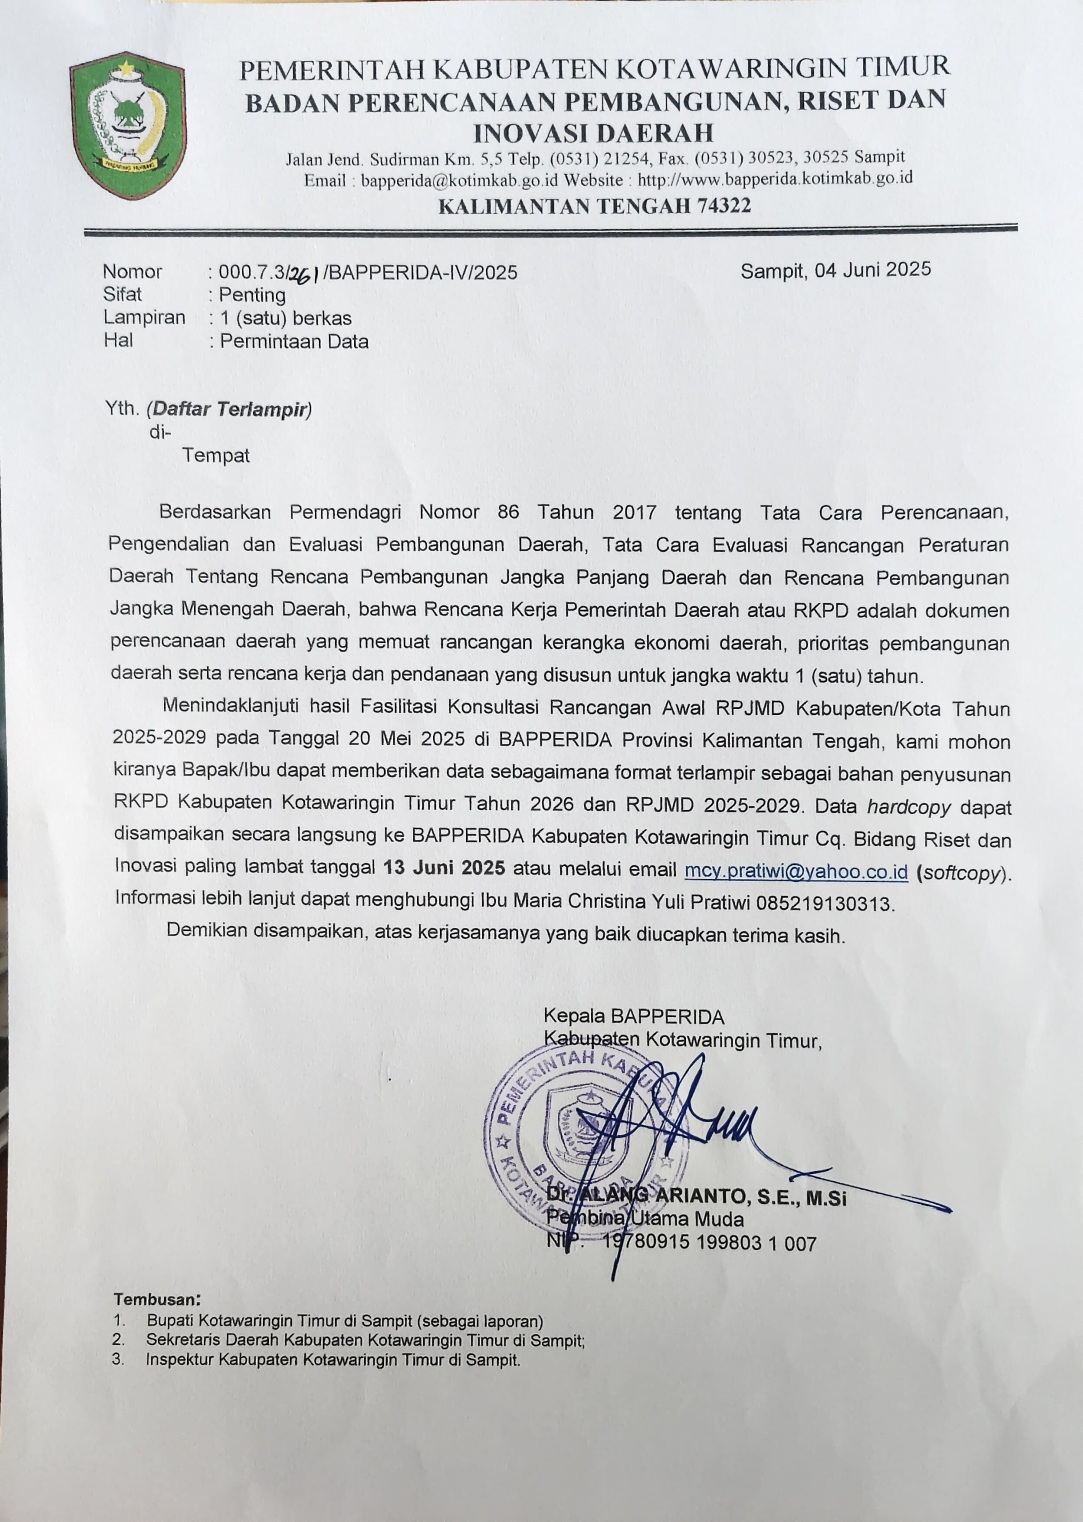 PEMERINTAH KABUPATEN KOTAWARINGIN TIMUR
BADAN PERENCANAAN PEMBANGUNAN, RISET DAN
INOVASI DAERAH
Jalan Jend. Sudirman Km. 5,5 Telp. (0531) 21254, Fax. (0531) 30523, 30525 Sampit
Email : bapperida@kotimkab.go.id Website : http://www.bapperida.kotimkab.go.id
KALIMANTAN TENGAH 74322
Nomor : 000.7.3/261/BAPPERIDA-IV/2025 Sampit, 04 Juni 2025
Sifat : Penting
Lampiran : 1 (satu) berkas
Hal : Permintaan Data
Yth. (Daftar Terlampir)
di-
Tempat
Berdasarkan Permendagri Nomor 86 Tahun 2017 tentang Tata Cara Perencanaan,
Pengendalian dan Evaluasi Pembangunan Daerah, Tata Cara Evaluasi Rancangan Peraturan
Daerah Tentang Rencana Pembangunan Jangka Panjang Daerah dan Rencana Pembangunan
Jangka Menengah Daerah, bahwa Rencana Kerja Pemerintah Daerah atau RKPD adalah dokumen
perencanaan daerah yang memuat rancangan kerangka ekonomi daerah, prioritas pembangunan
daerah serta rencana kerja dan pendanaan yang disusun untuk jangka waktu 1 (satu) tahun.
Menindaklanjuti hasil Fasilitasi Konsultasi Rancangan Awal RPJMD Kabupaten/Kota Tahun
2025-2029 pada Tanggal 20 Mei 2025 di BAPPERIDA Provinsi Kalimantan Tengah, kami mohon
kiranya Bapak/Ibu dapat memberikan data sebagaimana format terlampir sebagai bahan penyusunan
RKPD Kabupaten Kotawaringin Timur Tahun 2026 dan RPJMD 2025-2029. Data hardcopy dapat
disampaikan secara langsung ke BAPPERIDA Kabupaten Kotawaringin Timur Cq. Bidang Riset dan
Inovasi paling lambat tanggal 13 Juni 2025 atau melalui email mcy.pratiwi@yahoo.co.id (softcopy).
Informasi lebih lanjut dapat menghubungi Ibu Maria Christina Yuli Pratiwi 085219130313.
Demikian disampaikan, atas kerjasamanya yang baik diucapkan terima kasih.
Kepala BAPPERIDA
Kabupaten Kotawaringin Timur,
PEMERINTAH KABUPA
BAPPERIDA
KOTAWARINGIN TIMUR
Dr. ALANG ARIANTO, S.E., M.Si
Pembina Utama Muda
NIP. 19780915 199803 1 007
Tembusan:
1. Bupati Kotawaringin Timur di Sampit (sebagai laporan)
2. Sekretaris Daerah Kabupaten Kotawaringin Timur di Sampit;
3. Inspektur Kabupaten Kotawaringin Timur di Sampit.